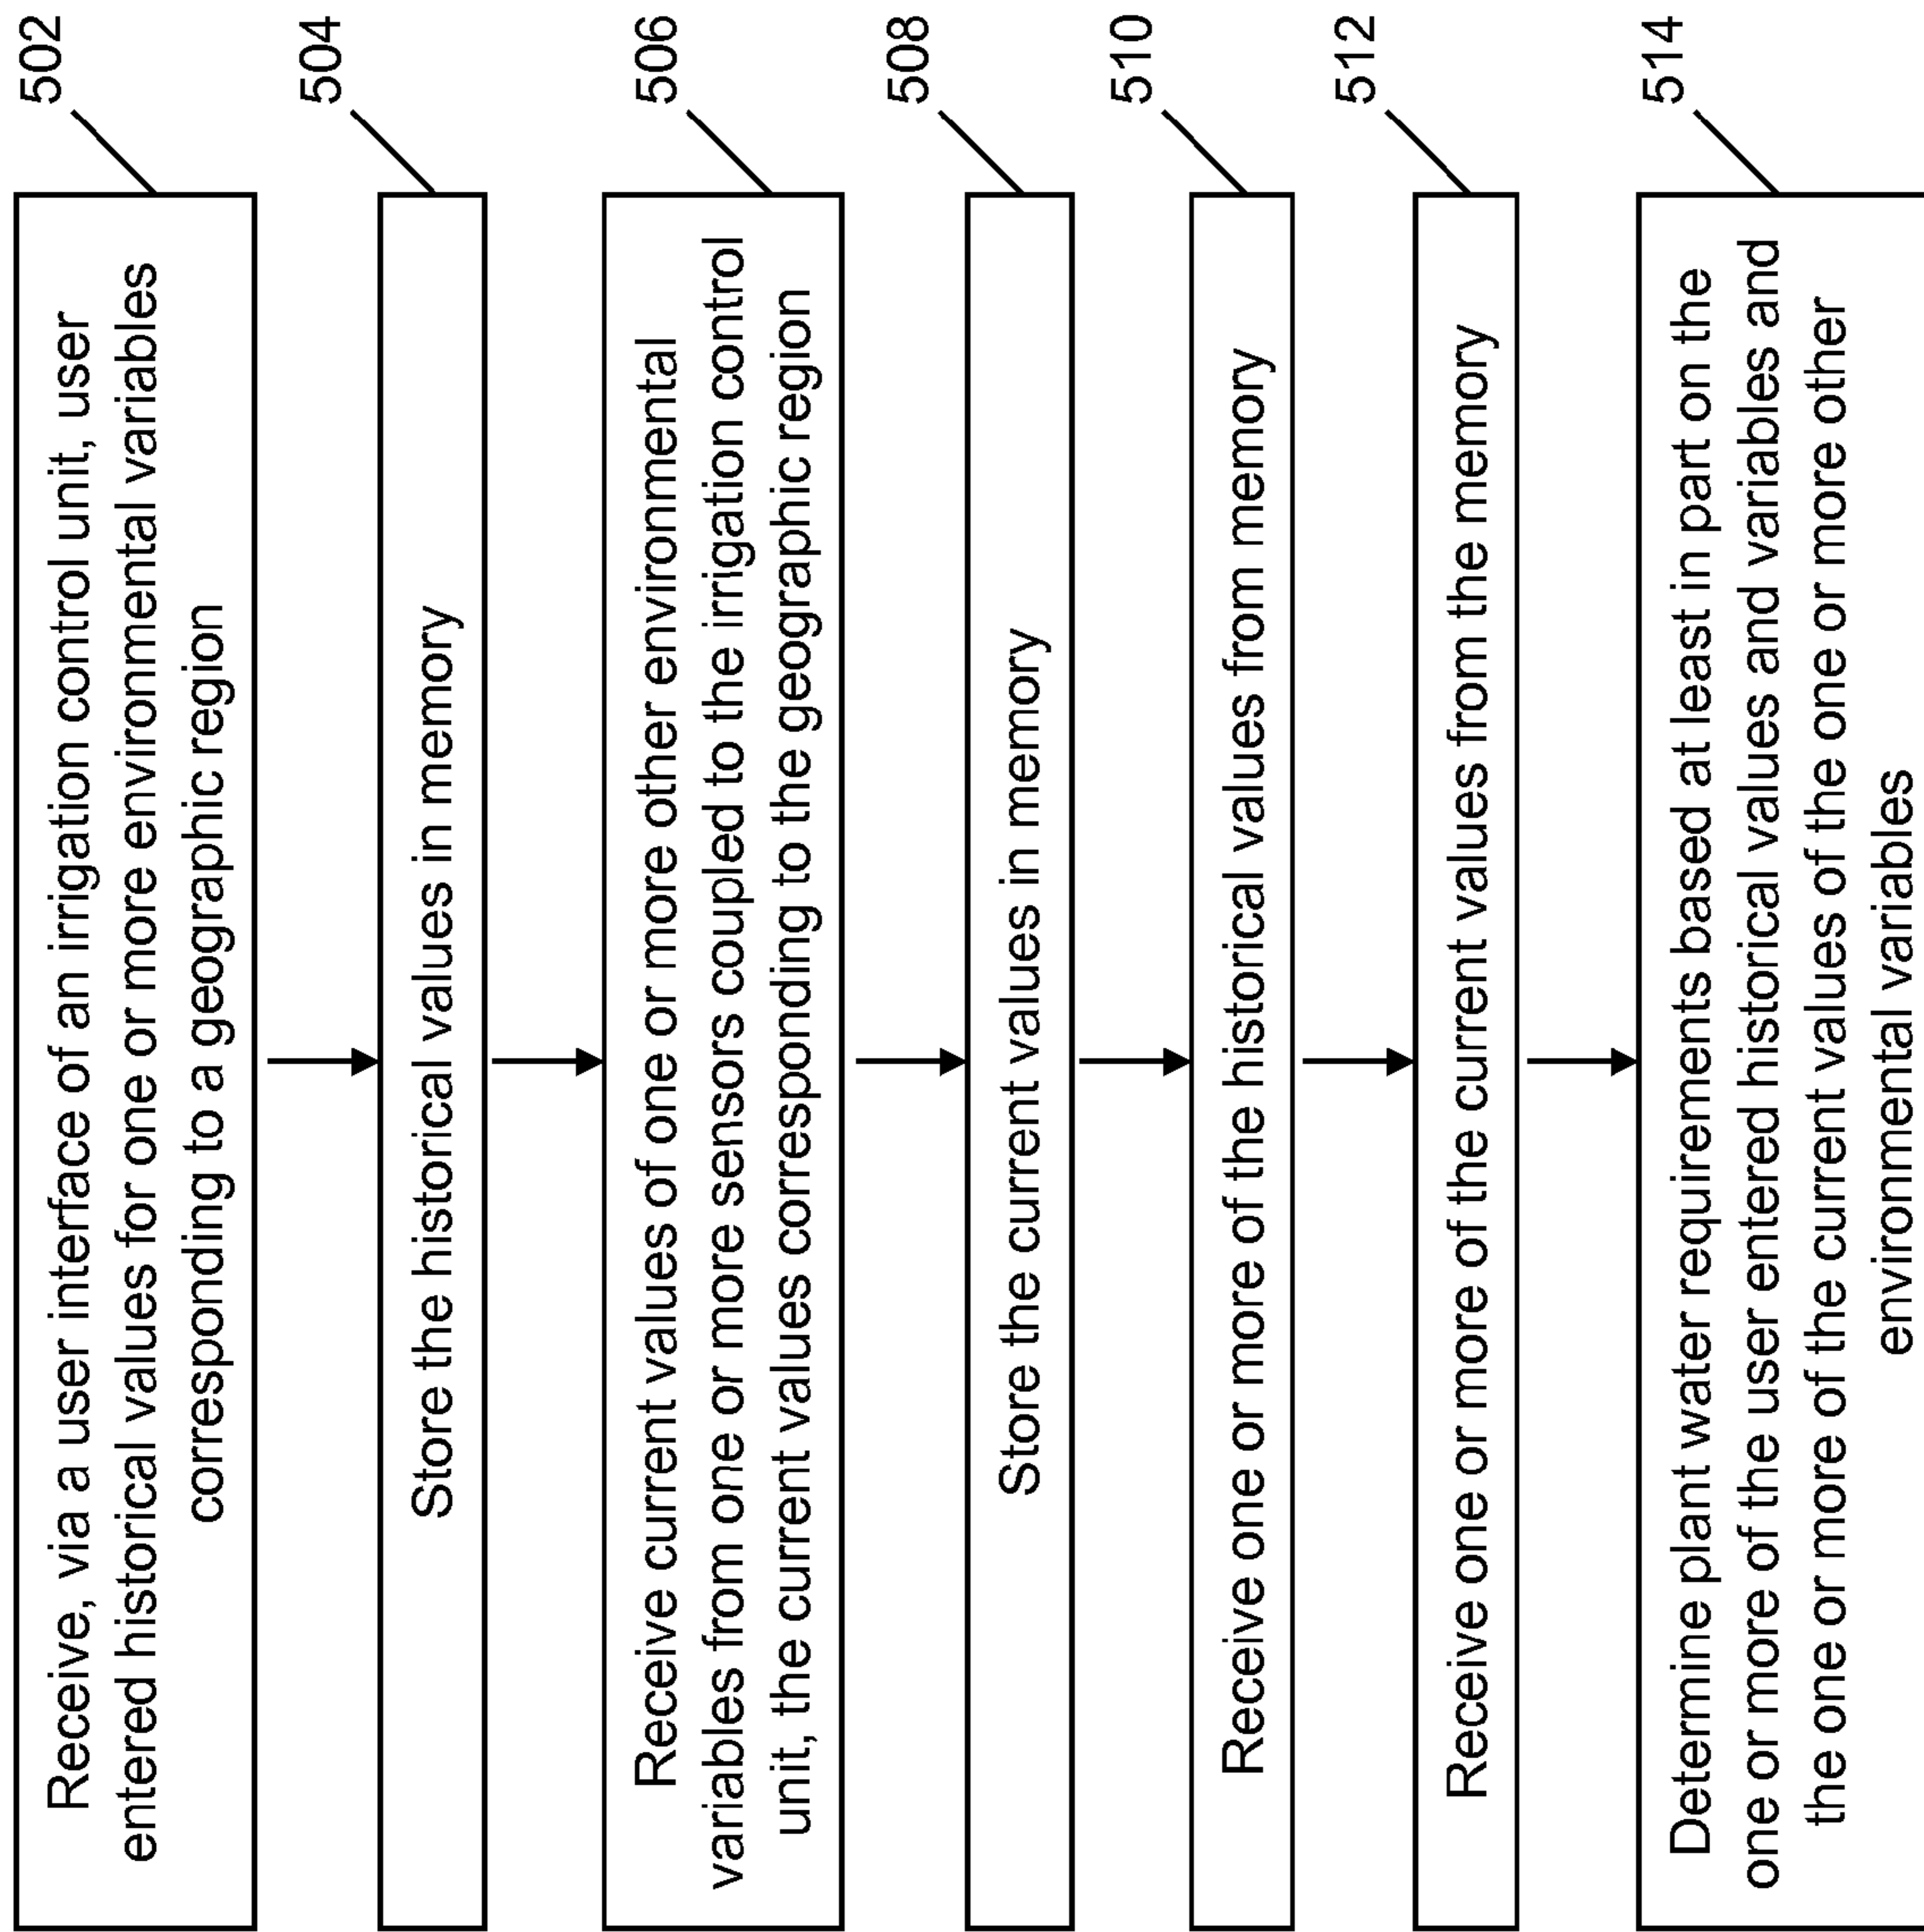 502
Receive, via a user interface of an irrigation control unit, user
entered historical values for one or more environmental variables
corresponding to a geographic region
504
Store the historical values in memory
506
Receive current values of one or more other environmental
variables from one or more sensors coupled to the irrigation control
unit, the current values corresponding to the geographic region
508
Store the current values in memory
510
Receive one or more of the historical values from memory
512
Receive one or more of the current values from the memory
514
Determine plant water requirements based at least in part on the
one or more of the user entered historical values and variables and
the one or more of the current values of the one or more other
environmental variables